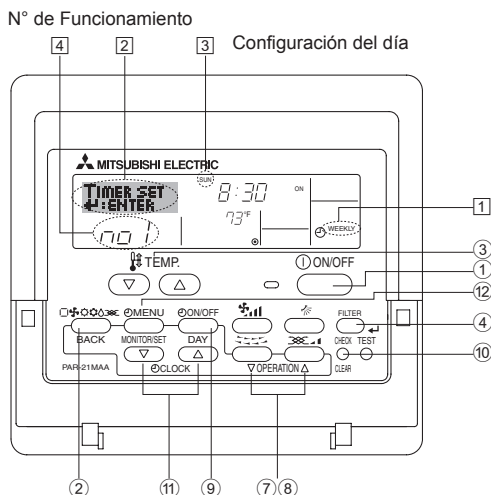 N° de Funcionamiento
4 2 3 Configuración del día
MITSUBISHI ELECTRIC
TIMER SET
↵:ENTER
SUN
8:30
ON
73°F
WEEKLY
no 1
1
TEMP.
ON/OFF
3
1
12
MENU
ON/OFF
FILTER
4
BACK
MONITOR/SET
DAY
CHECK TEST
10
PAR-21MAA
CLOCK
▽ OPERATION △
CLEAR
2 11 9 7 8